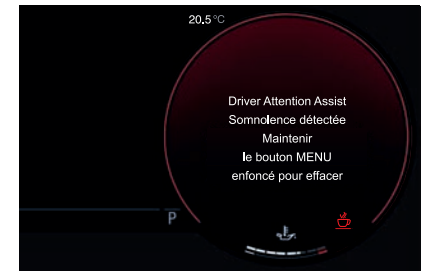 20.5°C
Driver Attention Assist
Somnolence détectée
Maintenir
le bouton MENU
enfoncé pour effacer
P